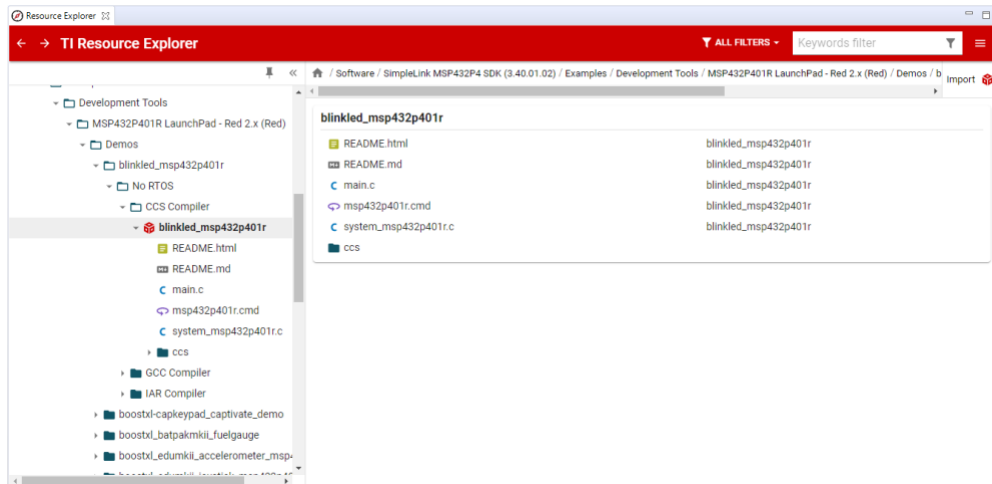 Resource Explorer
TI Resource Explorer
ALL FILTERS
Keywords filter
/ Software / SimpleLink MSP432P4 SDK (3.40.01.02) / Examples / Development Tools / MSP432P401R LaunchPad - Red 2.x (Red) / Demos / b
Import
Development Tools
MSP432P401R LaunchPad - Red 2.x (Red)
Demos
blinkled_msp432p401r
No RTOS
CCS Compiler
blinkled_msp432p401r
README.html
README.md
main.c
msp432p401r.cmd
system_msp432p401r.c
ccs
GCC Compiler
IAR Compiler
boostxl-capkeypad_captivate_demo
boostxl_batpakmkii_fuelgauge
boostxl_edumkii_accelerometer_msp4
blinkled_msp432p401r
README.html blinkled_msp432p401r
README.md blinkled_msp432p401r
main.c blinkled_msp432p401r
msp432p401r.cmd blinkled_msp432p401r
system_msp432p401r.c blinkled_msp432p401r
ccs